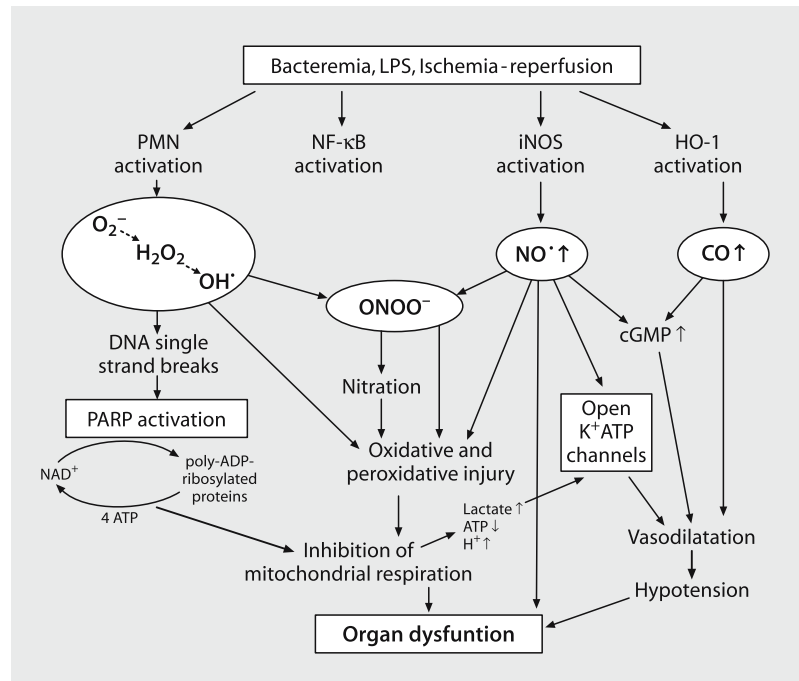 Bacteremia, LPS, Ischemia-reperfusion
PMN
activation
NF-κB
activation
iNOS
activation
HO-1
activation
O₂⁻
H₂O₂
OH˙
NO˙↑
CO↑
ONOO⁻
cGMP↑
DNA single
strand breaks
Nitration
PARP activation
Open
K⁺ATP
channels
Oxidative and
peroxidative injury
NAD⁺
poly-ADP-
ribosylated
proteins
4 ATP
Lactate↑
ATP↓
H⁺↑
Inhibition of
mitochondrial respiration
Vasodilatation
Hypotension
Organ dysfuntion